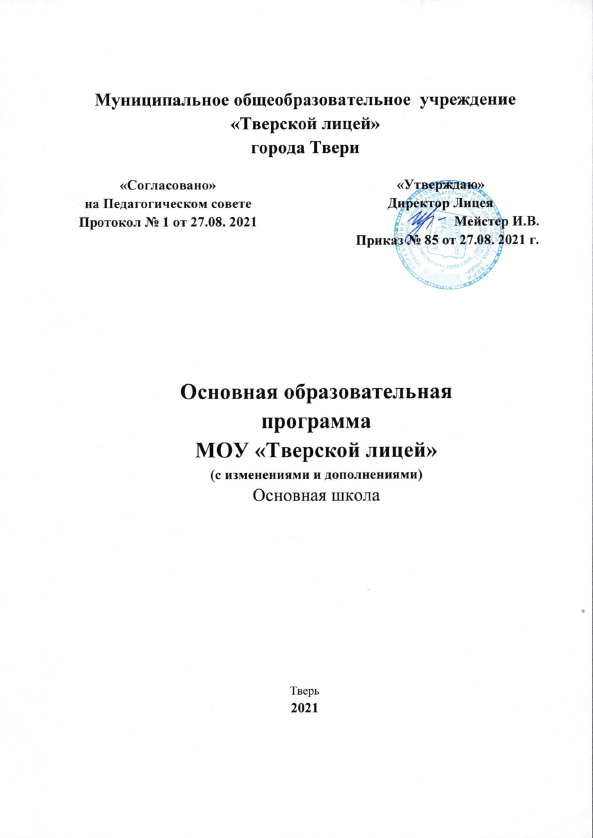 Муниципальное общеобразовательное учреждение
«Тверской лицей»
города Твери
«Согласовано»
на Педагогическом совете
Протокол № 1 от 27.08. 2021
«Утверждаю»
Директор Лицея
Мейстер И.В.
Приказ № 85 от 27.08. 2021 г.
Основная образовательная
программа
МОУ «Тверской лицей»
(с изменениями и дополнениями)
Основная школа
Тверь
2021